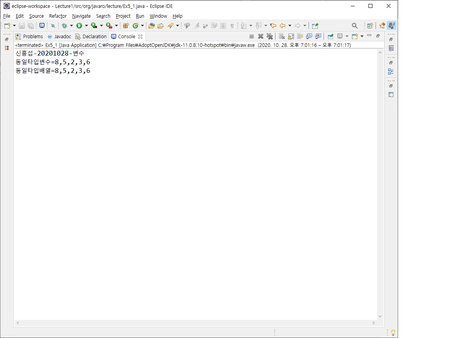 eclipse-workspace - Lecture1/src/org/javaro/lecture/Ex5_1.java - Eclipse IDE
File Edit Source Refactor Navigate Search Project Run Window Help
Problems @ Javadoc Declaration Console
<terminated> Ex5_1 [Java Application] C:\Program Files\AdoptOpenJDK\jdk-11.0.8.10-hotspot\bin\javaw.exe (2020. 10. 28. 오후 7:01:16 – 오후 7:01:17)
신흥섭-20201028-변수
동일타입변수=8,5,2,3,6
동일타입배열=8,5,2,3,6